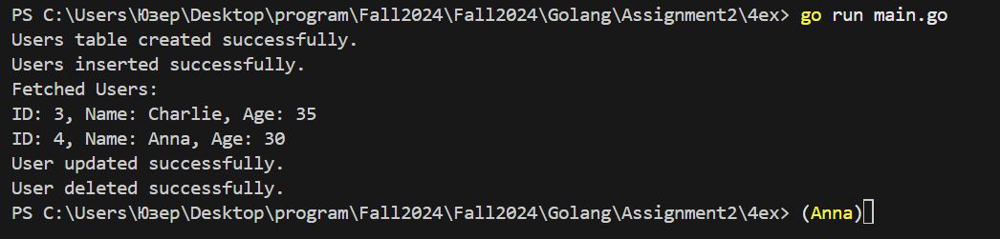 PS C:\Users\Юзер\Desktop\program\Fall2024\Fall2024\Golang\Assignment2\4ex> go run main.go
Users table created successfully.
Users inserted successfully.
Fetched Users:
ID: 3, Name: Charlie, Age: 35
ID: 4, Name: Anna, Age: 30
User updated successfully.
User deleted successfully.
PS C:\Users\Юзер\Desktop\program\Fall2024\Fall2024\Golang\Assignment2\4ex> (Anna)